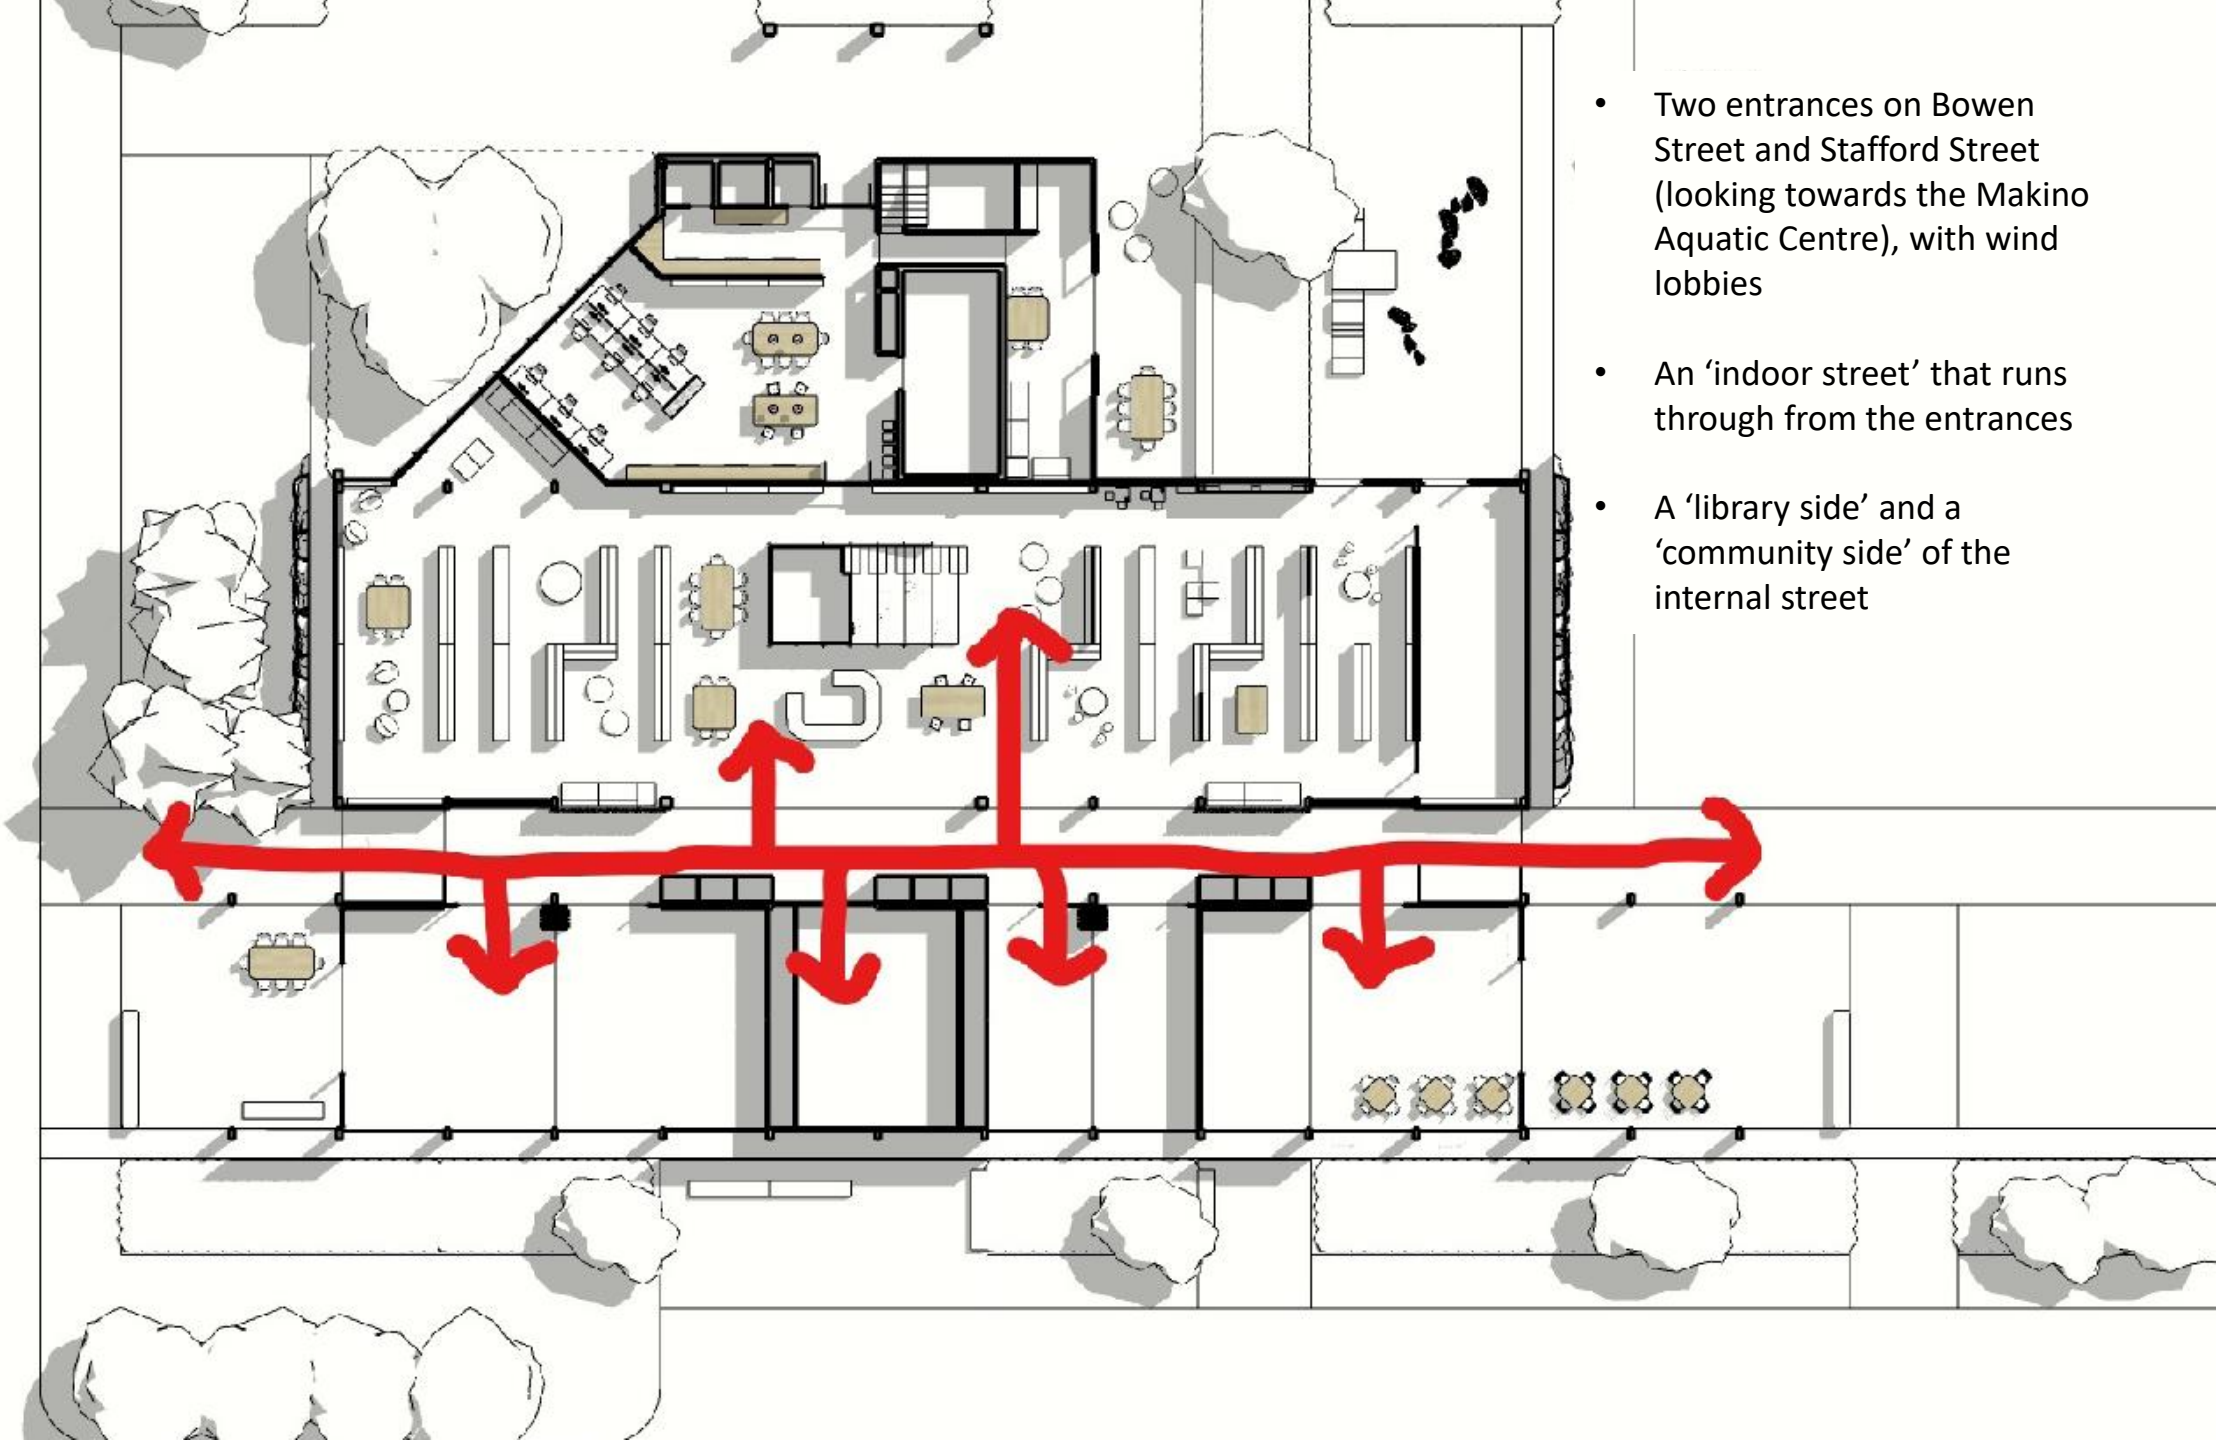 • Two entrances on Bowen
Street and Stafford Street
(looking towards the Makino
Aquatic Centre), with wind
lobbies
• An ‘indoor street’ that runs
through from the entrances
• A ‘library side’ and a
‘community side’ of the
internal street